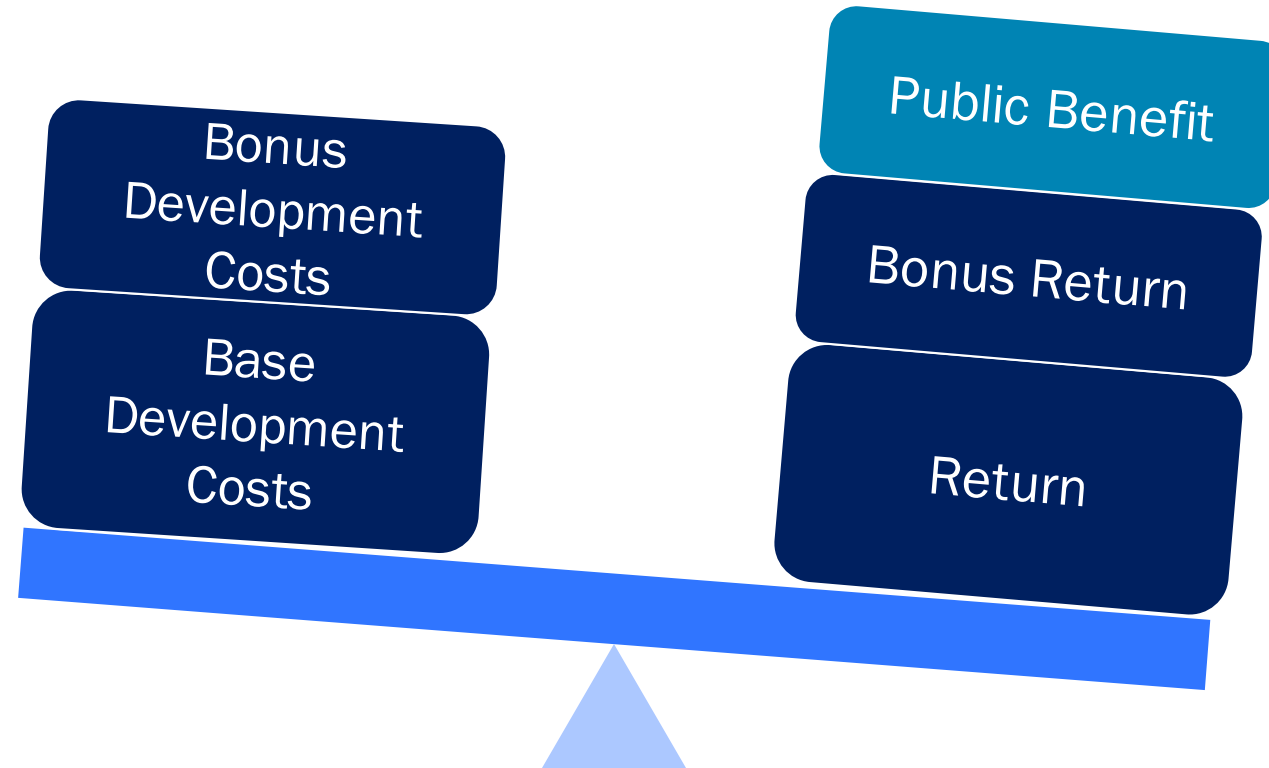 Bonus
Development
Costs
Base
Development
Costs
Public Benefit
Bonus Return
Return